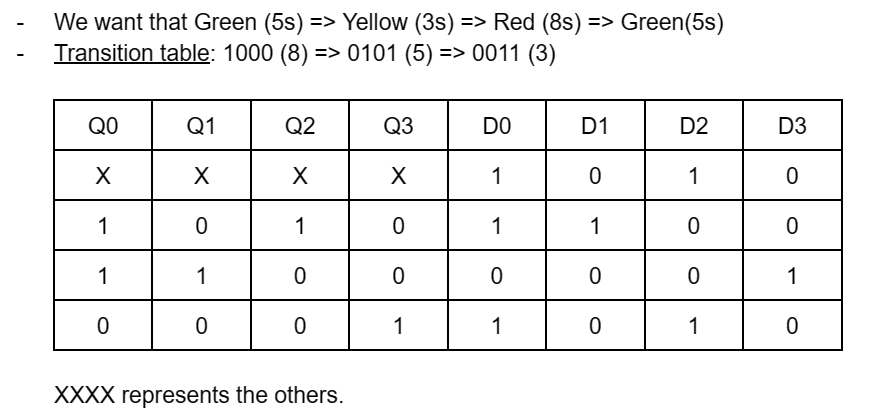 - We want that Green (5s) => Yellow (3s) => Red (8s) => Green(5s)
- Transition table: 1000 (8) => 0101 (5) => 0011 (3)
Q0 Q1 Q2 Q3 D0 D1 D2 D3
X X X X 1 0 1 0
1 0 1 0 1 1 0 0
1 1 0 0 0 0 0 1
0 0 0 1 1 0 1 0
XXXX represents the others.